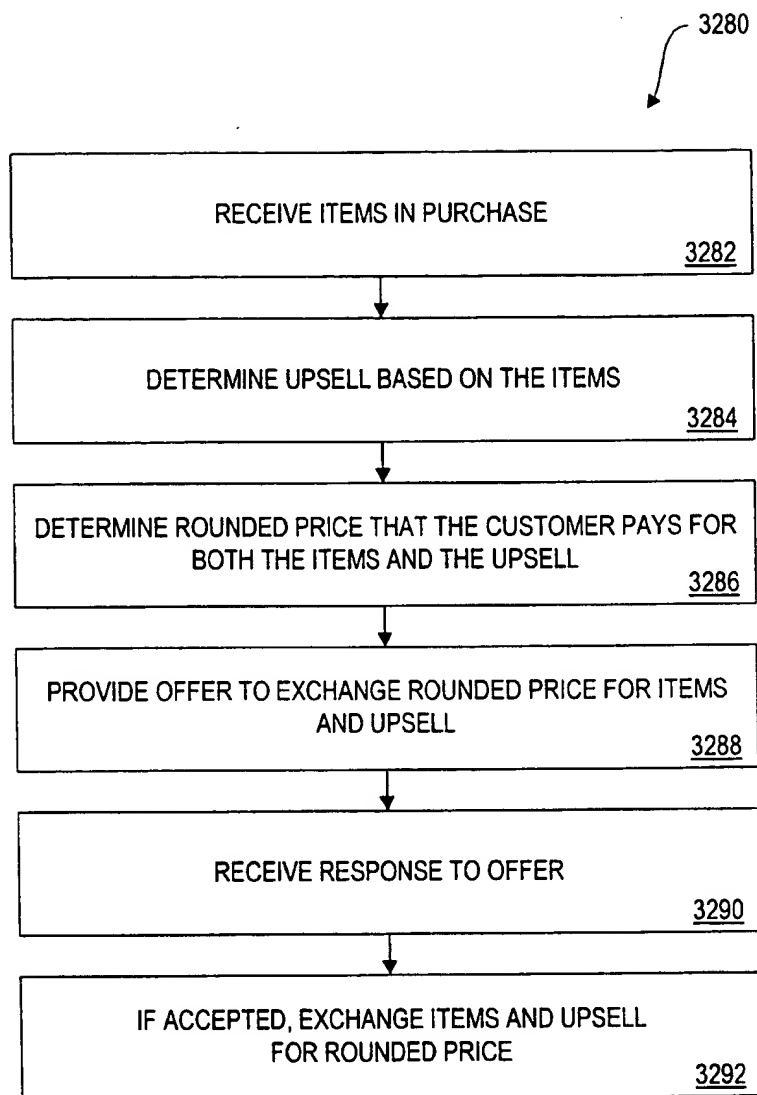 3280
RECEIVE ITEMS IN PURCHASE
3282
DETERMINE UPSELL BASED ON THE ITEMS
3284
DETERMINE ROUNDED PRICE THAT THE CUSTOMER PAYS FOR
BOTH THE ITEMS AND THE UPSELL
3286
PROVIDE OFFER TO EXCHANGE ROUNDED PRICE FOR ITEMS
AND UPSELL
3288
RECEIVE RESPONSE TO OFFER
3290
IF ACCEPTED, EXCHANGE ITEMS AND UPSELL
FOR ROUNDED PRICE
3292